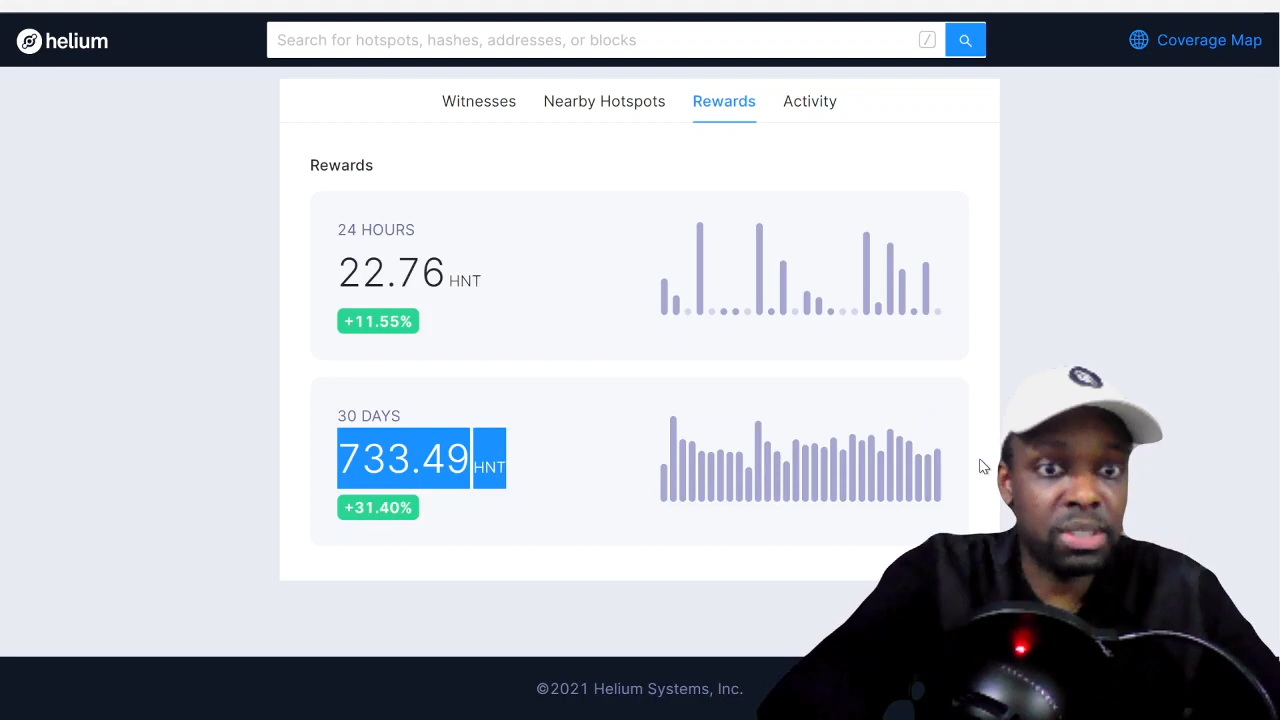 helium
Search for hotspots, hashes, addresses, or blocks
/
Coverage Map
Witnesses
Nearby Hotspots
Rewards
Activity
Rewards
24 HOURS
22.76 HNT
+11.55%
30 DAYS
733.49 HNT
+31.40%
©2021 Helium Systems, Inc.